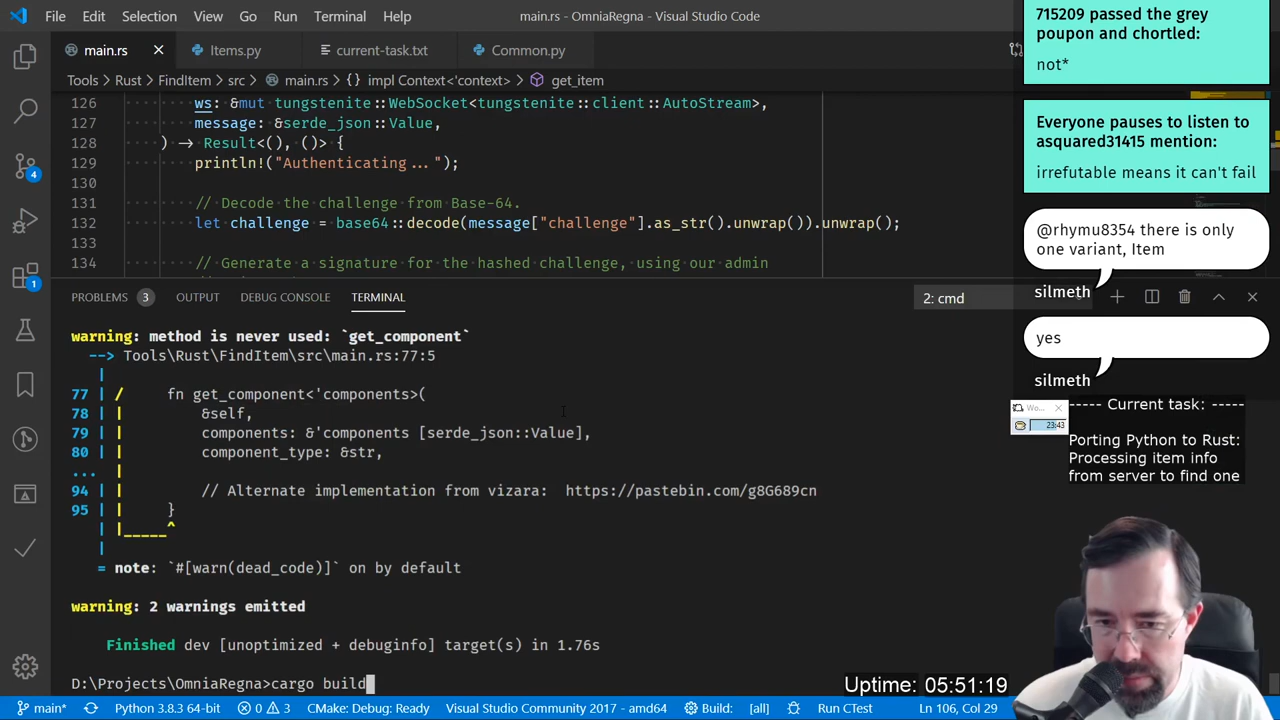 File Edit Selection View Go Run Terminal Help main.rs - OmniaRegna - Visual Studio Code
main.rs Items.py current-task.txt Common.py
Tools > Rust > FindItem > src > main.rs > {} impl Context<'context> > get_item
126 ws: &mut tungstenite::WebSocket<tungstenite::client::AutoStream>,
127 message: &serde_json::Value,
128 ) → Result<(), ()> {
129 println!("Authenticating...");
130
131 // Decode the challenge from Base-64.
132 let challenge = base64::decode(message["challenge"].as_str().unwrap()).unwrap();
133
134 // Generate a signature for the hashed challenge, using our admin
PROBLEMS 3 OUTPUT DEBUG CONSOLE TERMINAL 2: cmd
warning: method is never used: `get_component`
--> Tools\Rust\FindItem\src\main.rs:77:5
|
77 | / fn get_component<'components>(
78 | | &self,
79 | | components: &'components [serde_json::Value],
80 | | component_type: &str,
... |
94 | | // Alternate implementation from vizara: https://pastebin.com/g8G689cn
95 | | }
| |_____^
|
= note: `#[warn(dead_code)]` on by default
warning: 2 warnings emitted
Finished dev [unoptimized + debuginfo] target(s) in 1.76s
D:\Projects\OmniaRegna>cargo build
715209 passed the grey
poupon and chortled:
not*
Everyone pauses to listen to
asquared31415 mention:
irrefutable means it can't fail
@rhymu8354 there is only
one variant, Item
silmeth
yes
silmeth
Wo...
23:43
----- Current task: -----
Porting Python to Rust:
Processing item info
from server to find one
Uptime: 05:51:19
4
1
main* Python 3.8.3 64-bit 0 3 CMake: Debug: Ready Visual Studio Community 2017 - amd64 Build: [all] Run CTest Ln 106, Col 29